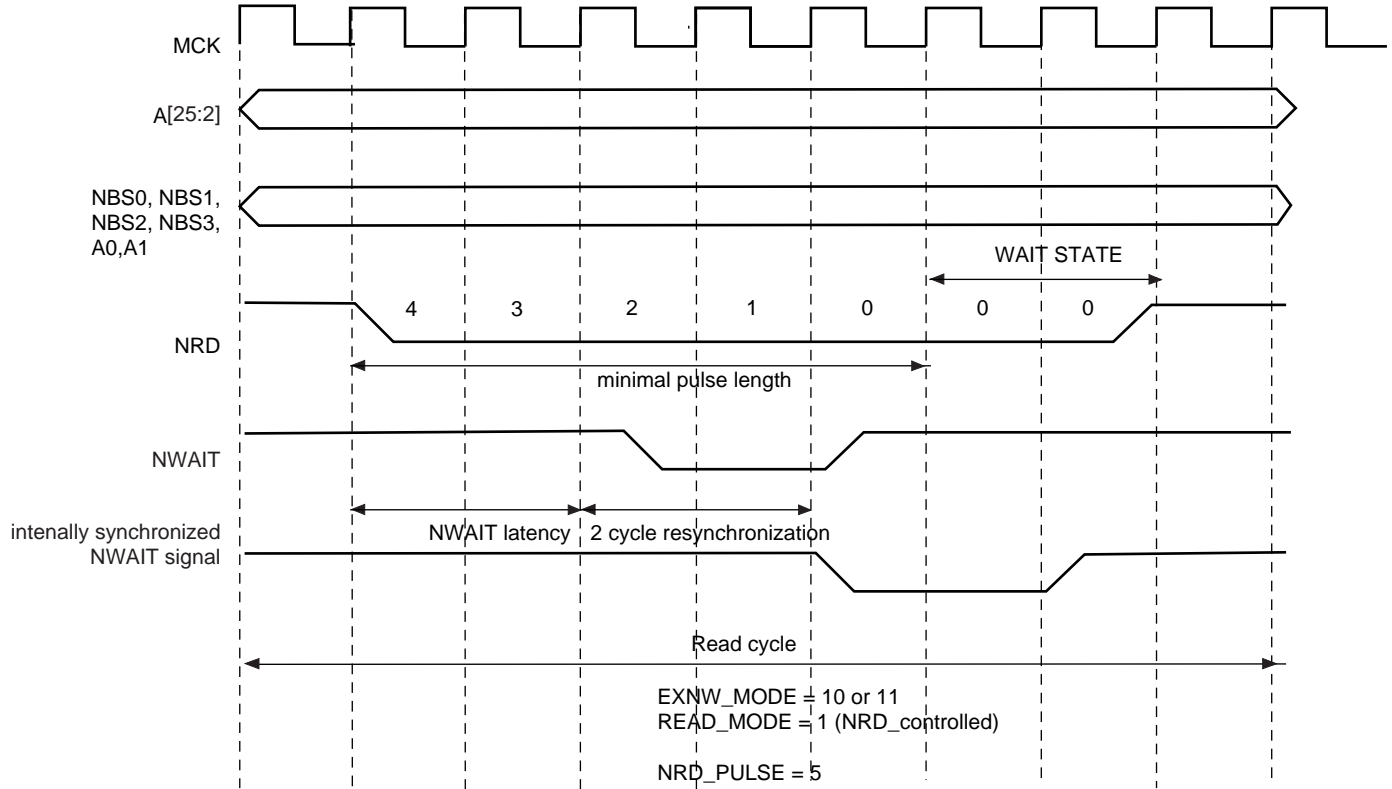 MCK
A[25:2]
NBS0, NBS1,
NBS2, NBS3,
A0,A1
WAIT STATE
4 3 2 1 0 0 0
NRD
minimal pulse length
NWAIT
NWAIT latency 2 cycle resynchronization
intenally synchronized
NWAIT signal
Read cycle
EXNW_MODE = 10 or 11
READ_MODE = 1 (NRD_controlled)
NRD_PULSE = 5